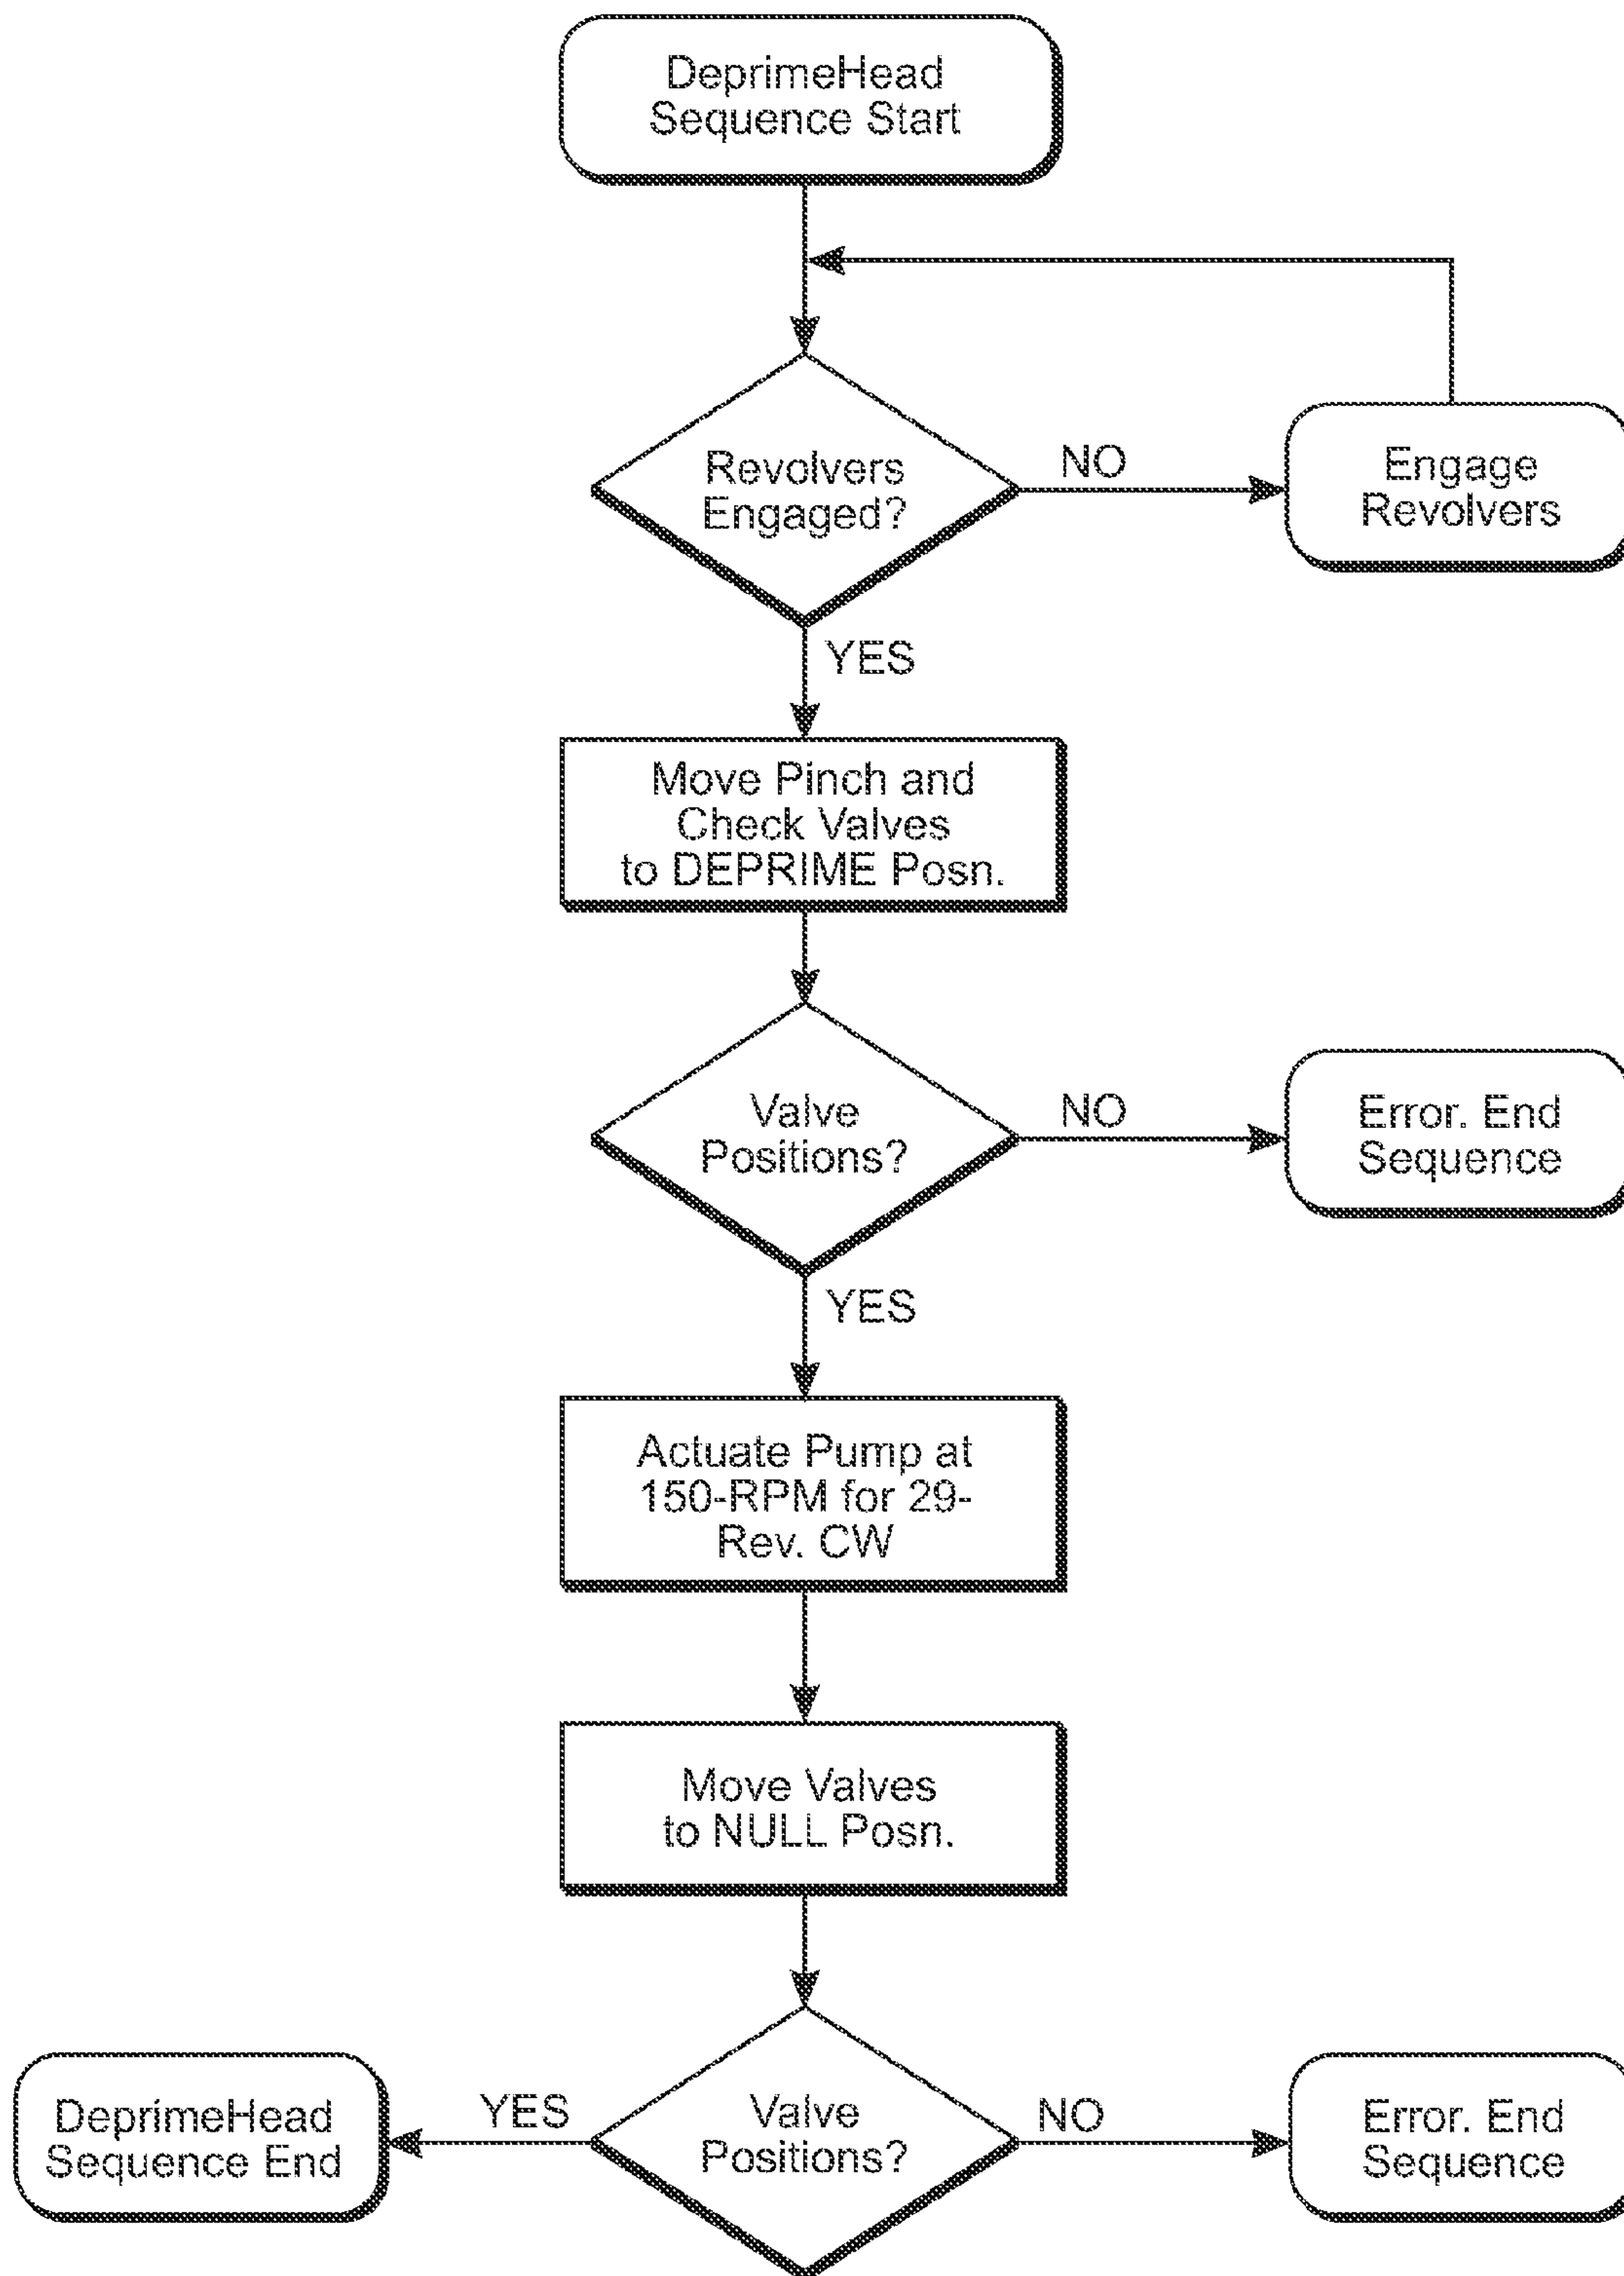 DeprimeHead
Sequence Start
Revolvers
Engaged?
NO
Engage
Revolvers
YES
Move Pinch and
Check Valves
to DEPRIME Posn.
Valve
Positions?
NO
Error. End
Sequence
YES
Actuate Pump at
150-RPM for 29-
Rev. CW
Move Valves
to NULL Posn.
DeprimeHead
Sequence End
YES
Valve
Positions?
NO
Error. End
Sequence